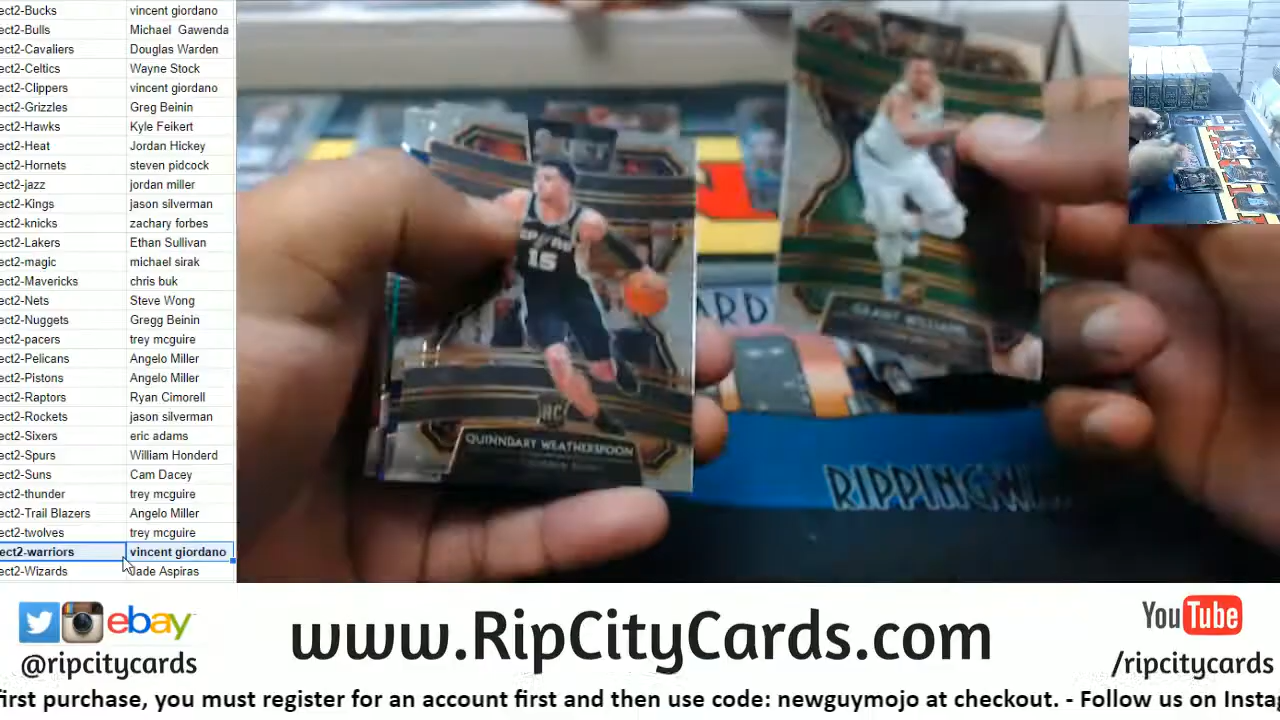 ect2-Bucks vincent giordano
ect2-Bulls Michael Gawenda
ect2-Cavaliers Douglas Warden
ect2-Celtics Wayne Stock
ect2-Clippers vincent giordano
ect2-Grizzles Greg Beinin
ect2-Hawks Kyle Feikert
ect2-Heat Jordan Hickey
ect2-Hornets steven pidcock
ect2-jazz jordan miller
ect2-Kings jason silverman
ect2-knicks zachary forbes
ect2-Lakers Ethan Sullivan
ect2-magic michael sirak
ect2-Mavericks chris buk
ect2-Nets Steve Wong
ect2-Nuggets Gregg Beinin
ect2-pacers trey mcguire
ect2-Pelicans Angelo Miller
ect2-Pistons Angelo Miller
ect2-Raptors Ryan Cimorell
ect2-Rockets jason silverman
ect2-Sixers eric adams
ect2-Spurs William Honderd
ect2-Suns Cam Dacey
ect2-thunder trey mcguire
ect2-Trail Blazers Angelo Miller
ect2-twolves trey mcguire
ect2-warriors vincent giordano
ect2-Wizards Jade Aspiras
15
RC
QUINNDARY WEATHERSPOON
GRANT WILLIAMS
ARD
RIPPINGW
ebay
@ripcitycards
www.RipCityCards.com
YouTube
/ripcitycards
first purchase, you must register for an account first and then use code: newguymojo at checkout. - Follow us on Instag